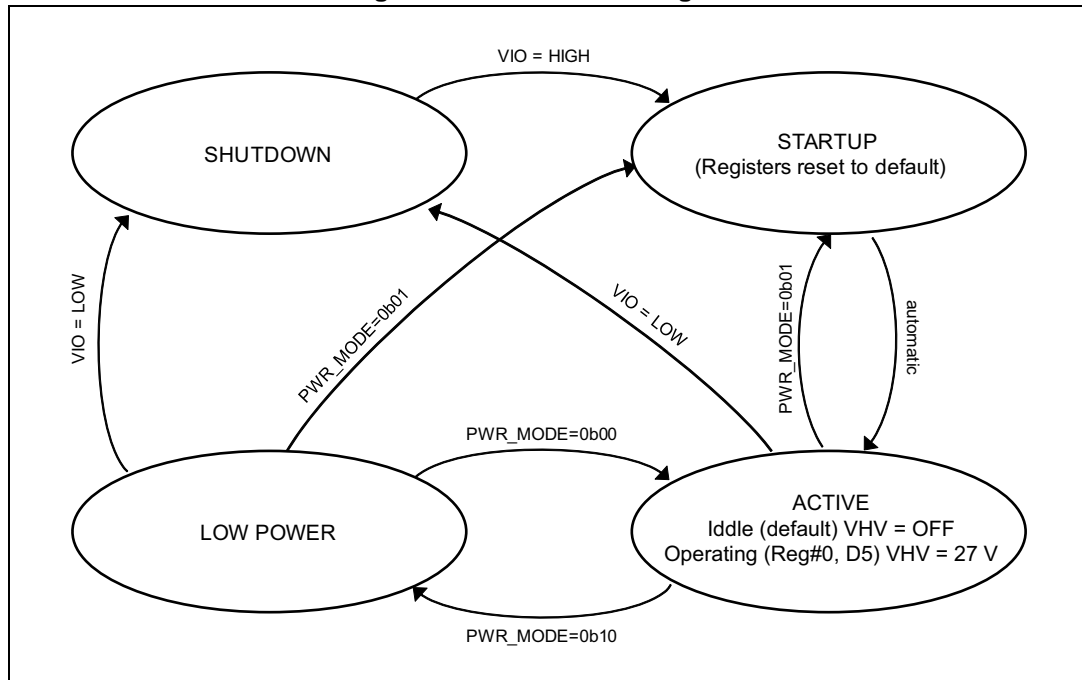 VIO = HIGH
SHUTDOWN
STARTUP
(Registers reset to default)
VIO = LOW
PWR_MODE=0b01
VIO = LOW
PWR_MODE=0b01
automatic
PWR_MODE=0b00
LOW POWER
ACTIVE
Iddle (default) VHV = OFF
Operating (Reg#0, D5) VHV = 27 V
PWR_MODE=0b10